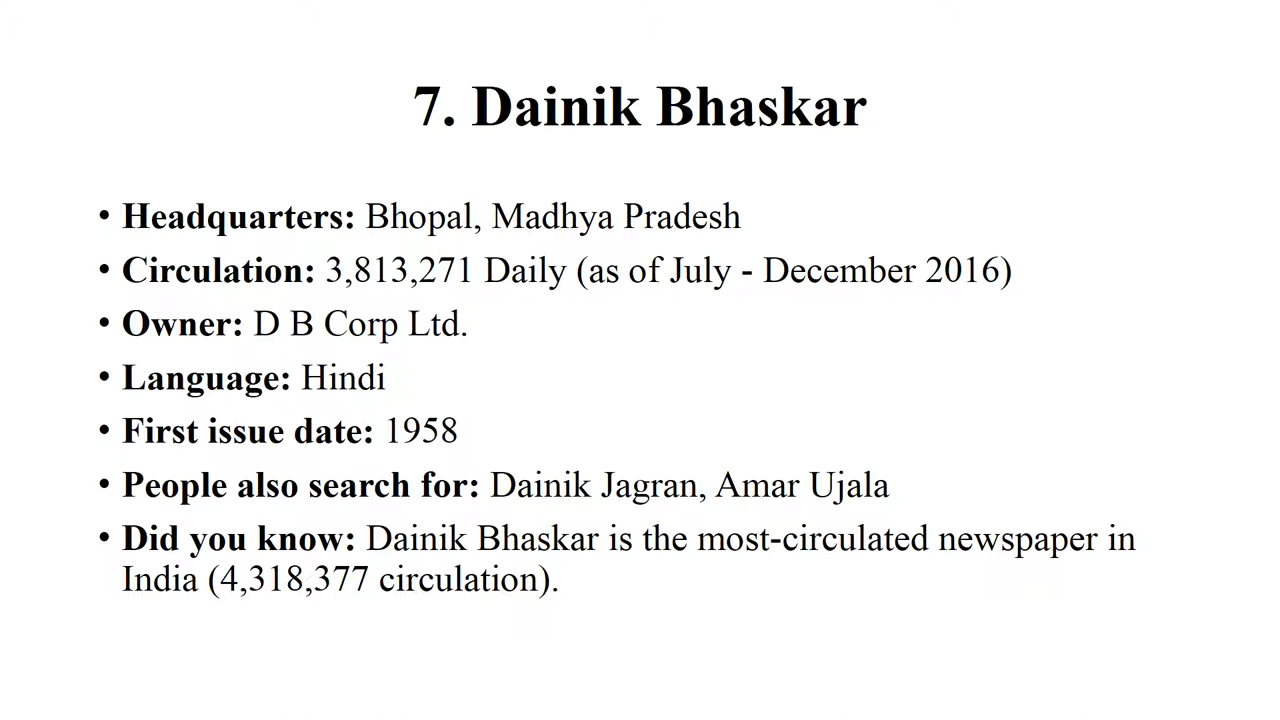 7. Dainik Bhaskar
• Headquarters: Bhopal, Madhya Pradesh
• Circulation: 3,813,271 Daily (as of July - December 2016)
• Owner: D B Corp Ltd.
• Language: Hindi
• First issue date: 1958
• People also search for: Dainik Jagran, Amar Ujala
• Did you know: Dainik Bhaskar is the most-circulated newspaper in
India (4,318,377 circulation).